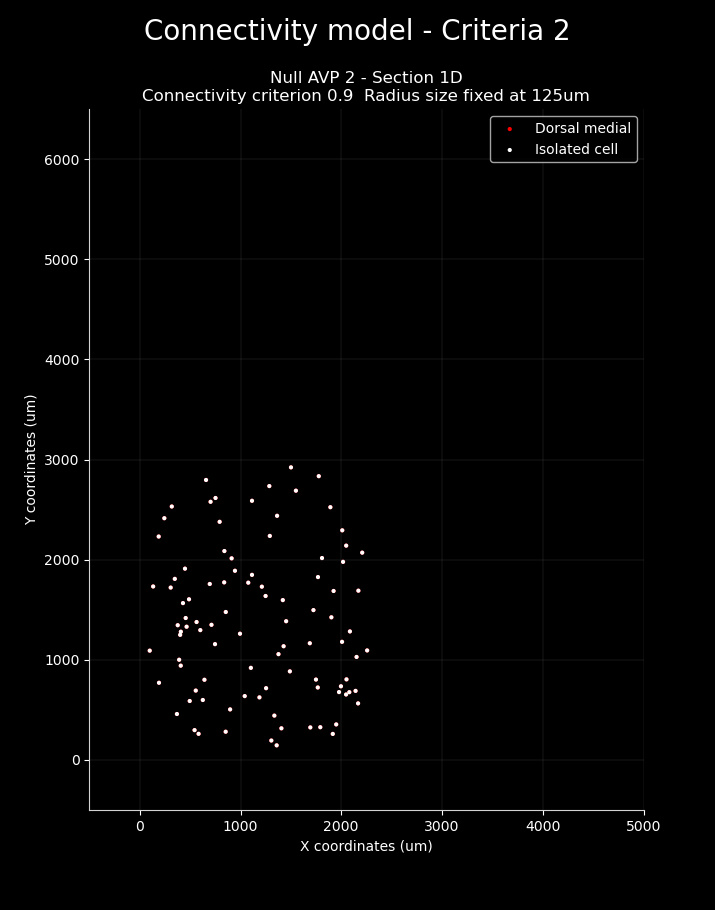 Connectivity model - Criteria 2
Null AVP 2 - Section 1D
Connectivity criterion 0.9  Radius size fixed at 125um
Dorsal medial
Isolated cell
Y coordinates (um)
6000
5000
4000
3000
2000
1000
0
0
1000
2000
3000
4000
5000
X coordinates (um)